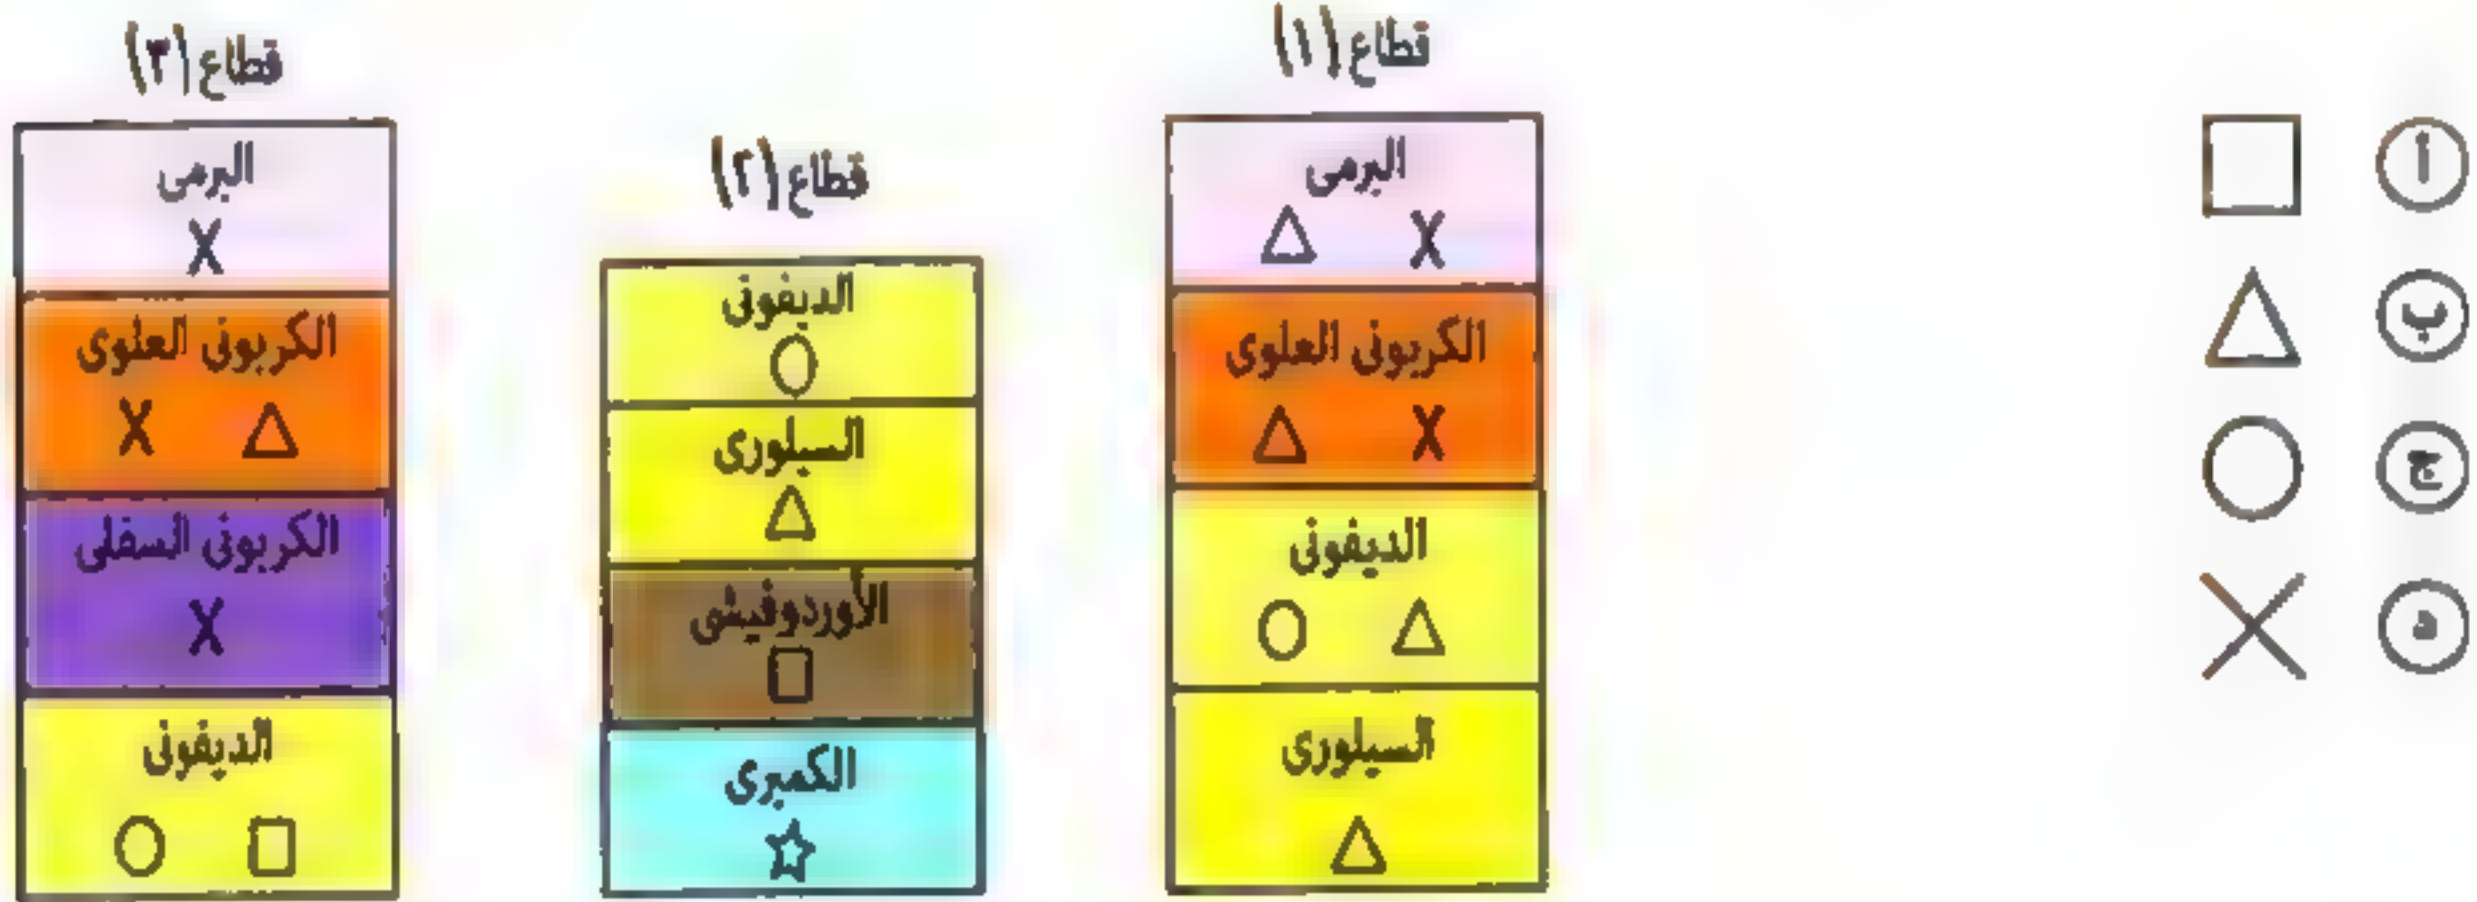 أ
ب
ج
د
قطاع (١)
البرمى
الكربونى العلوى
الديفونى
السيلورى
قطاع (٢)
الديفونى
السيلورى
الأوردوفيشى
الكمبرى
قطاع (٣)
البرمى
الكربونى العلوى
الكربونى السفلى
الديفونى